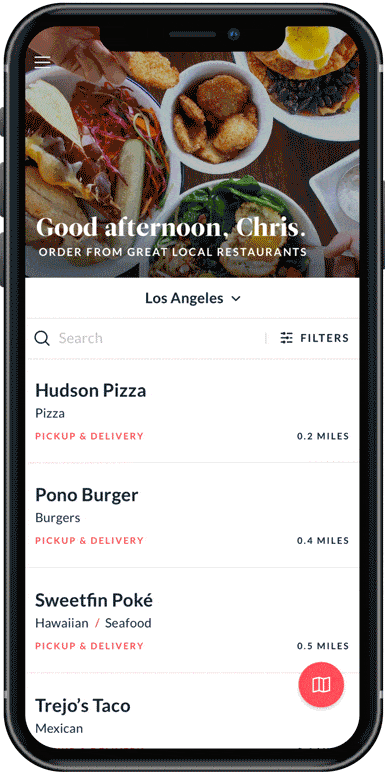 Good afternoon, Chris.
ORDER FROM GREAT LOCAL RESTAURANTS
Los Angeles
Search | FILTERS
Hudson Pizza
Pizza
PICKUP & DELIVERY 0.2 MILES
Pono Burger
Burgers
PICKUP & DELIVERY 0.4 MILES
Sweetfin Poké
Hawaiian / Seafood
PICKUP & DELIVERY 0.5 MILES
Trejo's Taco
Mexican